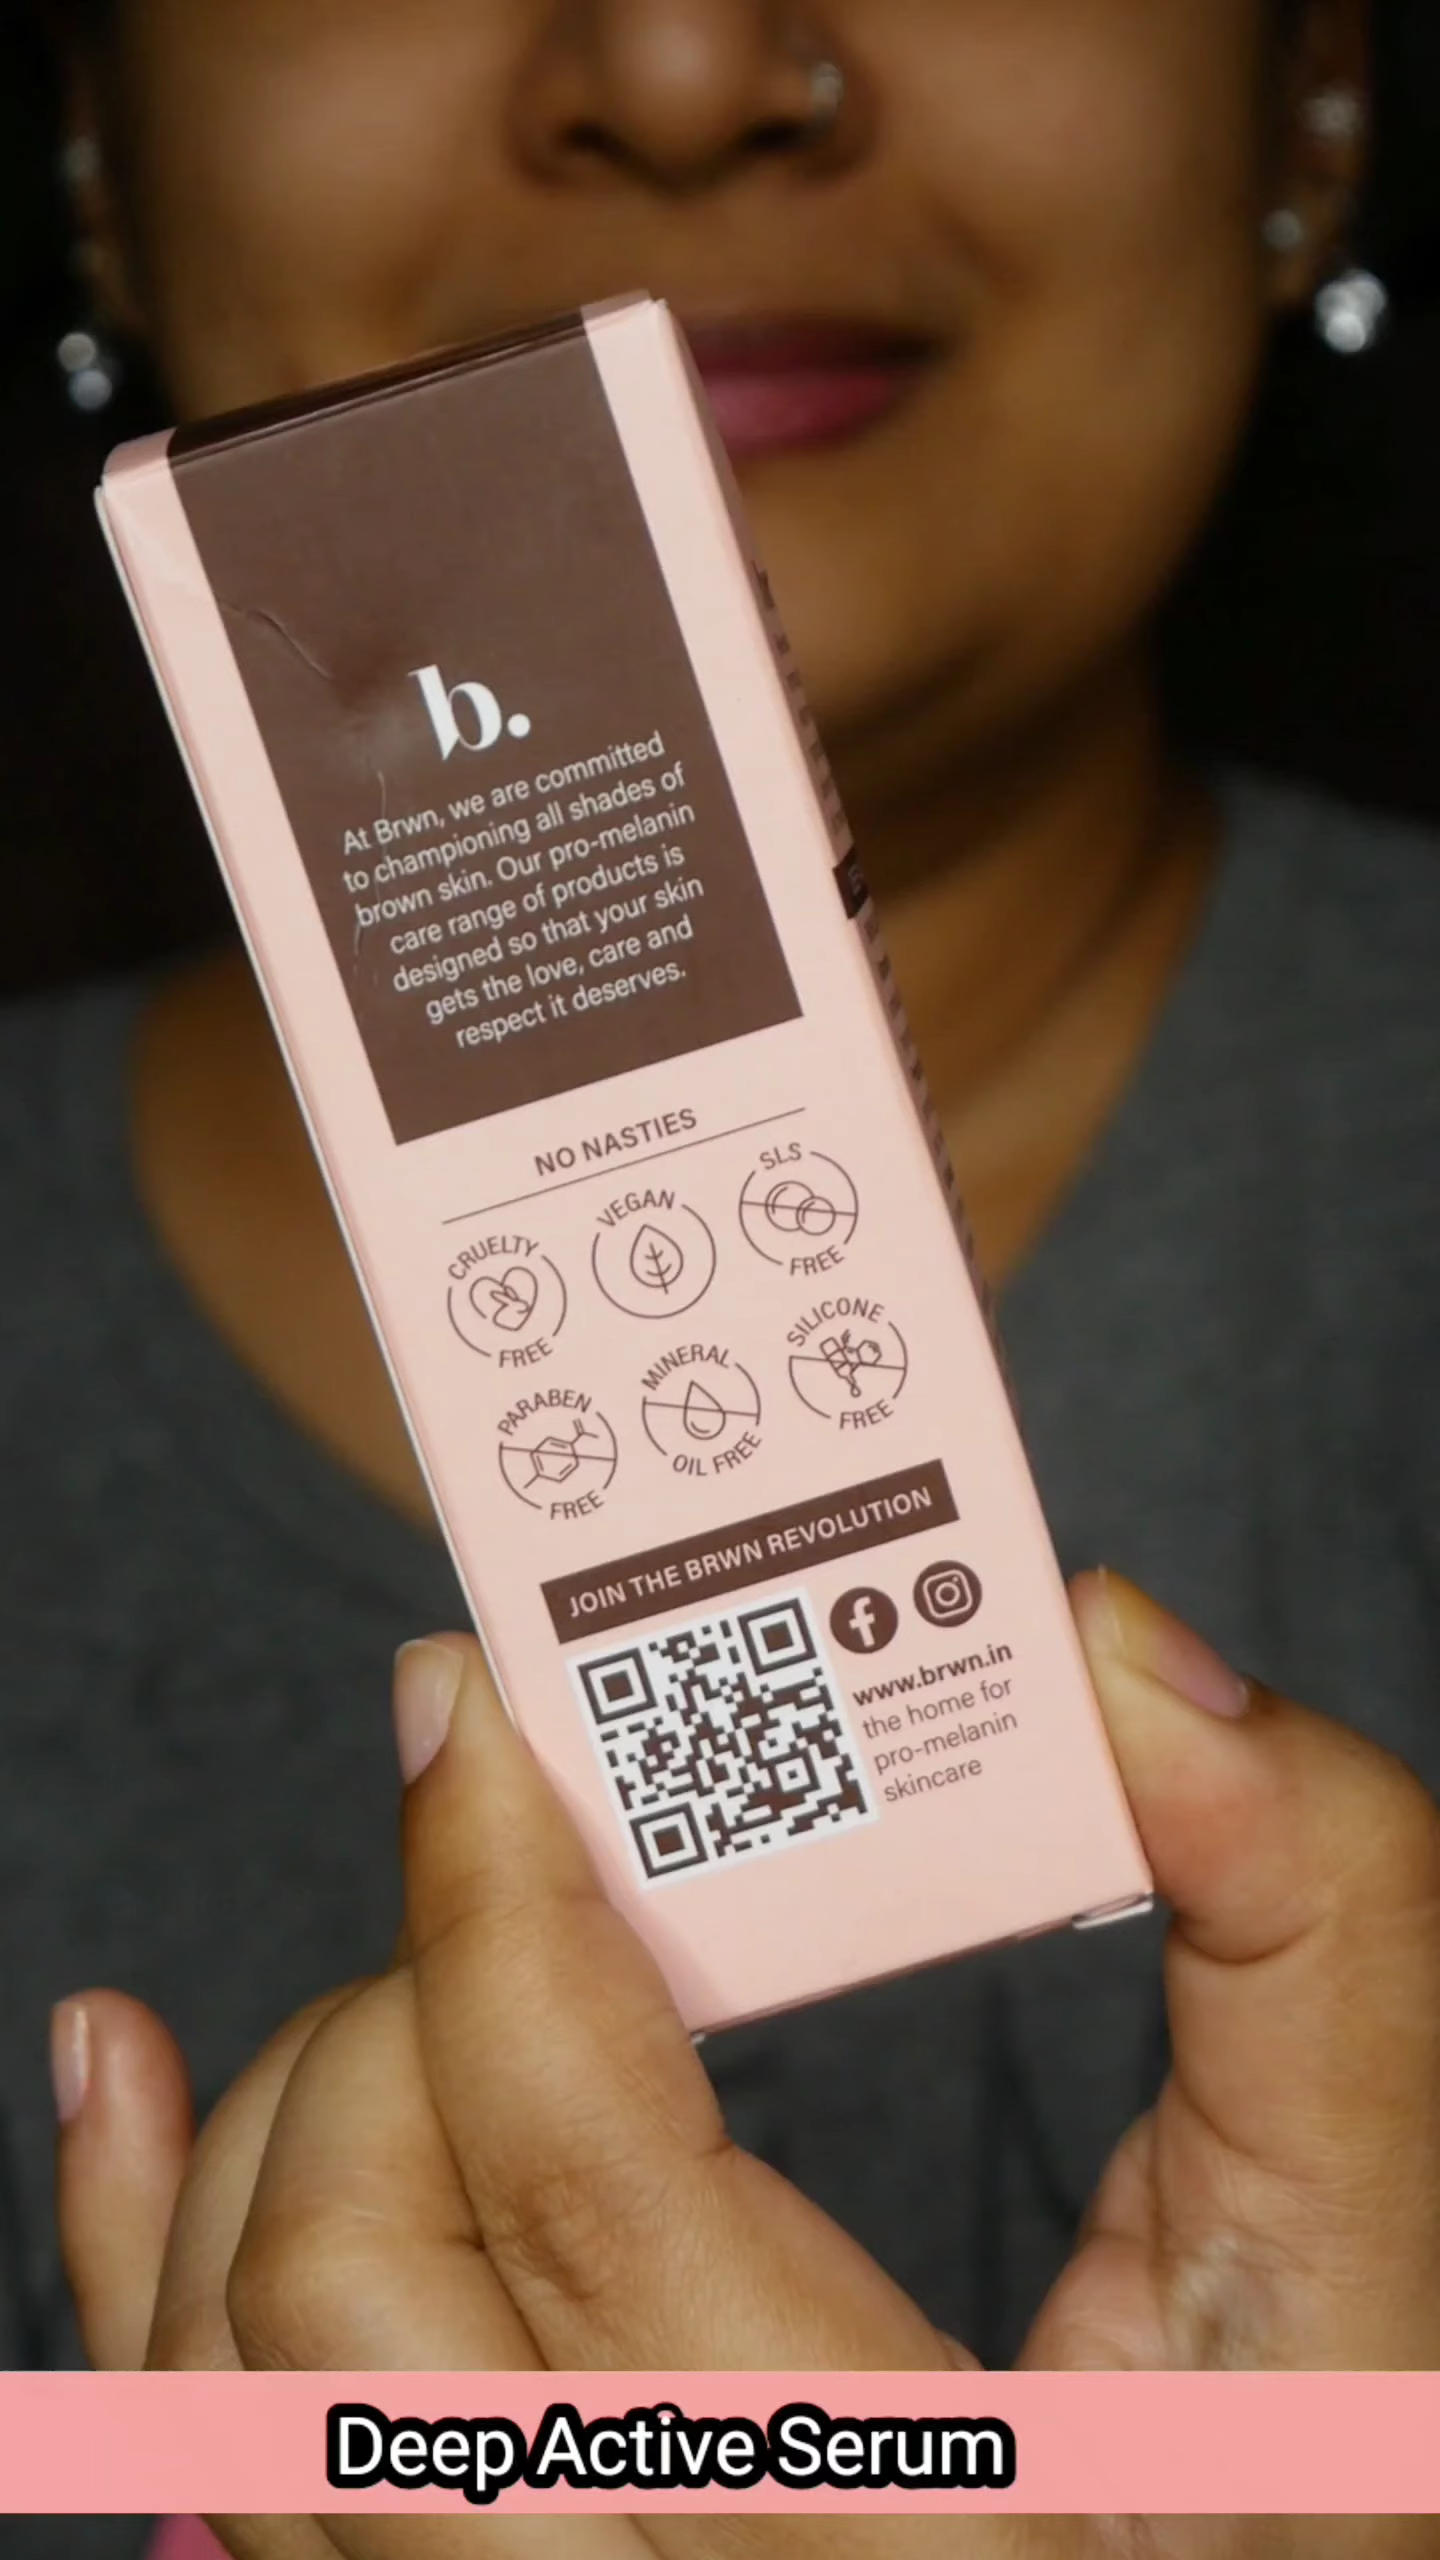 b.
At Brwn, we are committed
to championing all shades of
brown skin. Our pro-melanin
care range of products is
designed so that your skin
gets the love, care and
respect it deserves.
NO NASTIES
CRUELTY FREE
VEGAN
SLS FREE
PARABEN FREE
MINERAL OIL FREE
SILICONE FREE
JOIN THE BRWN REVOLUTION
www.brwn.in
the home for
pro-melanin
skincare
Deep Active Serum